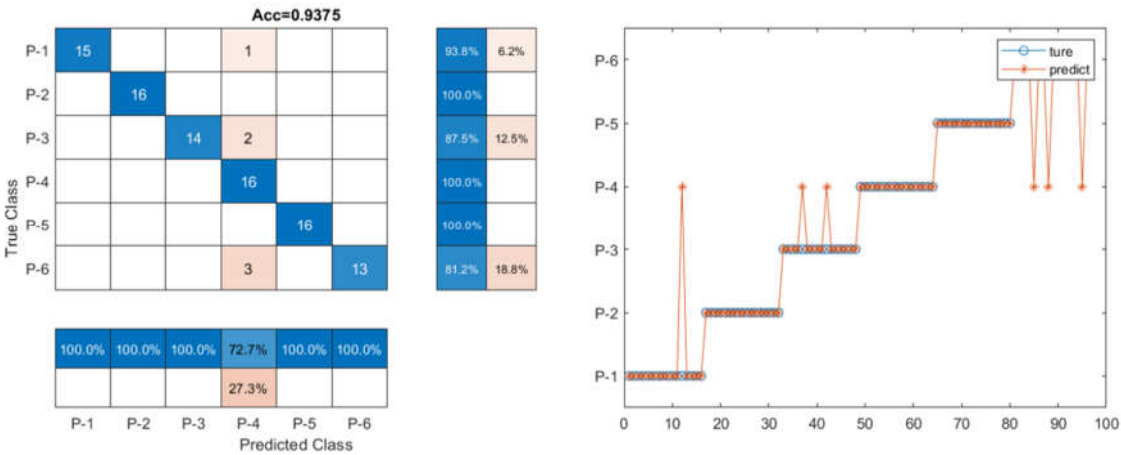 Acc=0.9375
True Class
P-1 15 1 93.8% 6.2%
P-2 16 100.0%
P-3 14 2 87.5% 12.5%
P-4 16 100.0%
P-5 16 100.0%
P-6 3 13 81.2% 18.8%
100.0% 100.0% 100.0% 72.7% 100.0% 100.0%
27.3%
P-1 P-2 P-3 P-4 P-5 P-6
Predicted Class
ture
predict
P-6
P-5
P-4
P-3
P-2
P-1
0 10 20 30 40 50 60 70 80 90 100